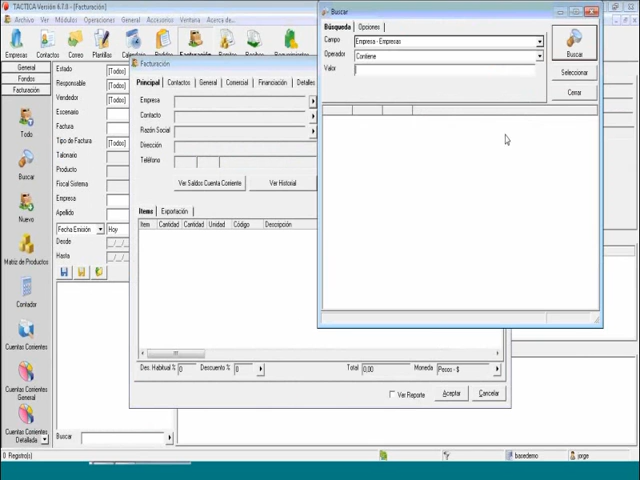 TACTICA Versión 6.7.0 - [Facturación]
Archivo Ver Módulos Operaciones General Accesorios Ventana Acerca de...
Empresas Contactos Correo Plantillas Calendario
General
Fondos
Facturación
Todo
Buscar
Nuevo
Matriz de Productos
Contador
Cuentas Corrientes
Cuentas Corrientes General
Cuentas Corrientes Detallada
Estado [Todos]
Responsable [Todos]
Vendedor [Todos]
Escenario
Factura
Tipo de Factura [Todos]
Talonario
Producto
Fiscal Sistema
Empresa
Apellido
Fecha Emisión Hoy
Desde __/__/
Hasta __/__/
Buscar
Facturación
Principal Contactos General Comercial Financiación Detalles
Empresa
Contacto
Razón Social
Dirección
Teléfono
Ver Saldos Cuenta Corriente Ver Historial
Items Exportación
Item Cantidad Cantidad Unidad Código Descripción
Des. Habitual % 0 Descuento % 0 Total 0,00 Moneda Pesos - $
Ver Reporte Aceptar Cancelar
Buscar
Búsqueda Opciones
Campo Empresa - Empresas
Operador Contiene
Valor
Buscar
Seleccionar
Cerrar
0 Registro(s) basedemo jorge